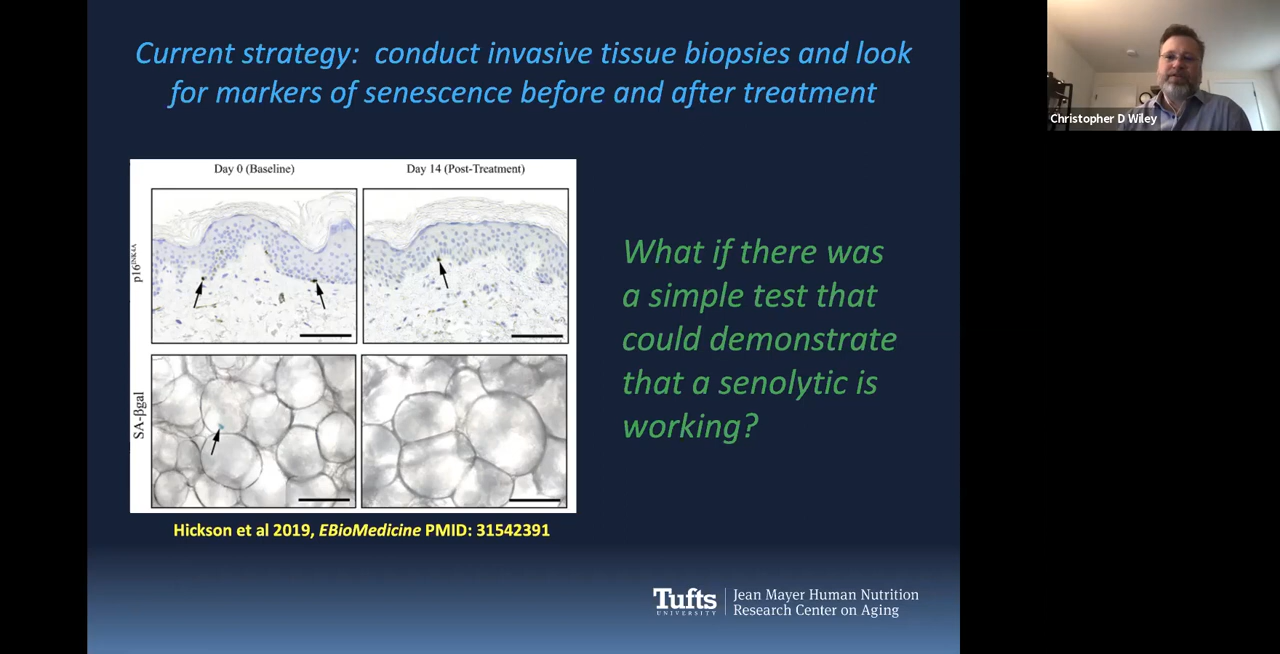 Current strategy:  conduct invasive tissue biopsies and look
for markers of senescence before and after treatment
Christopher D Wiley
Day 0 (Baseline)
Day 14 (Post-Treatment)
p16INK4A
SA-βgal
What if there was
a simple test that
could demonstrate
that a senolytic is
working?
Hickson et al 2019, EBioMedicine PMID: 31542391
Tufts
UNIVERSITY
Jean Mayer Human Nutrition
Research Center on Aging